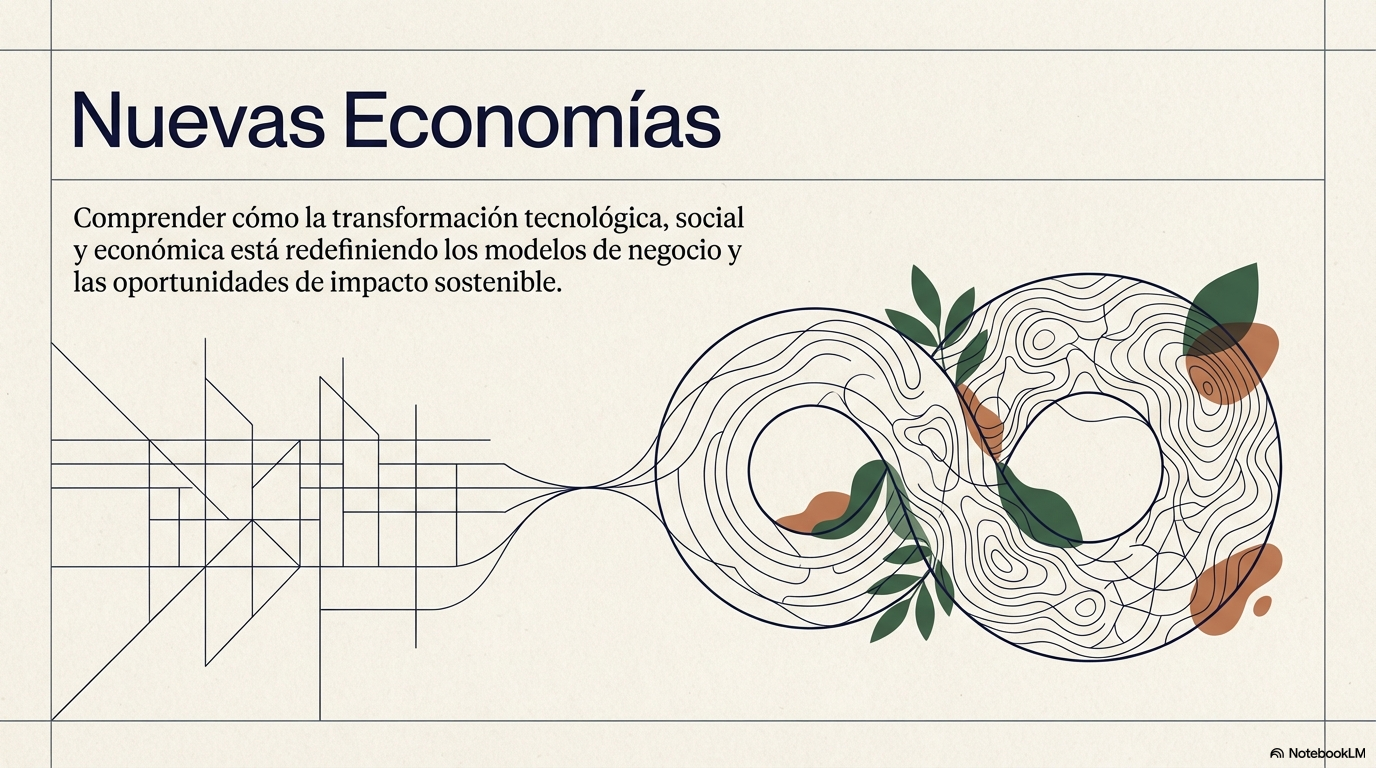 Nuevas Economías
Comprender cómo la transformación tecnológica, social
y económica está redefiniendo los modelos de negocio y
las oportunidades de impacto sostenible.
NotebookLM